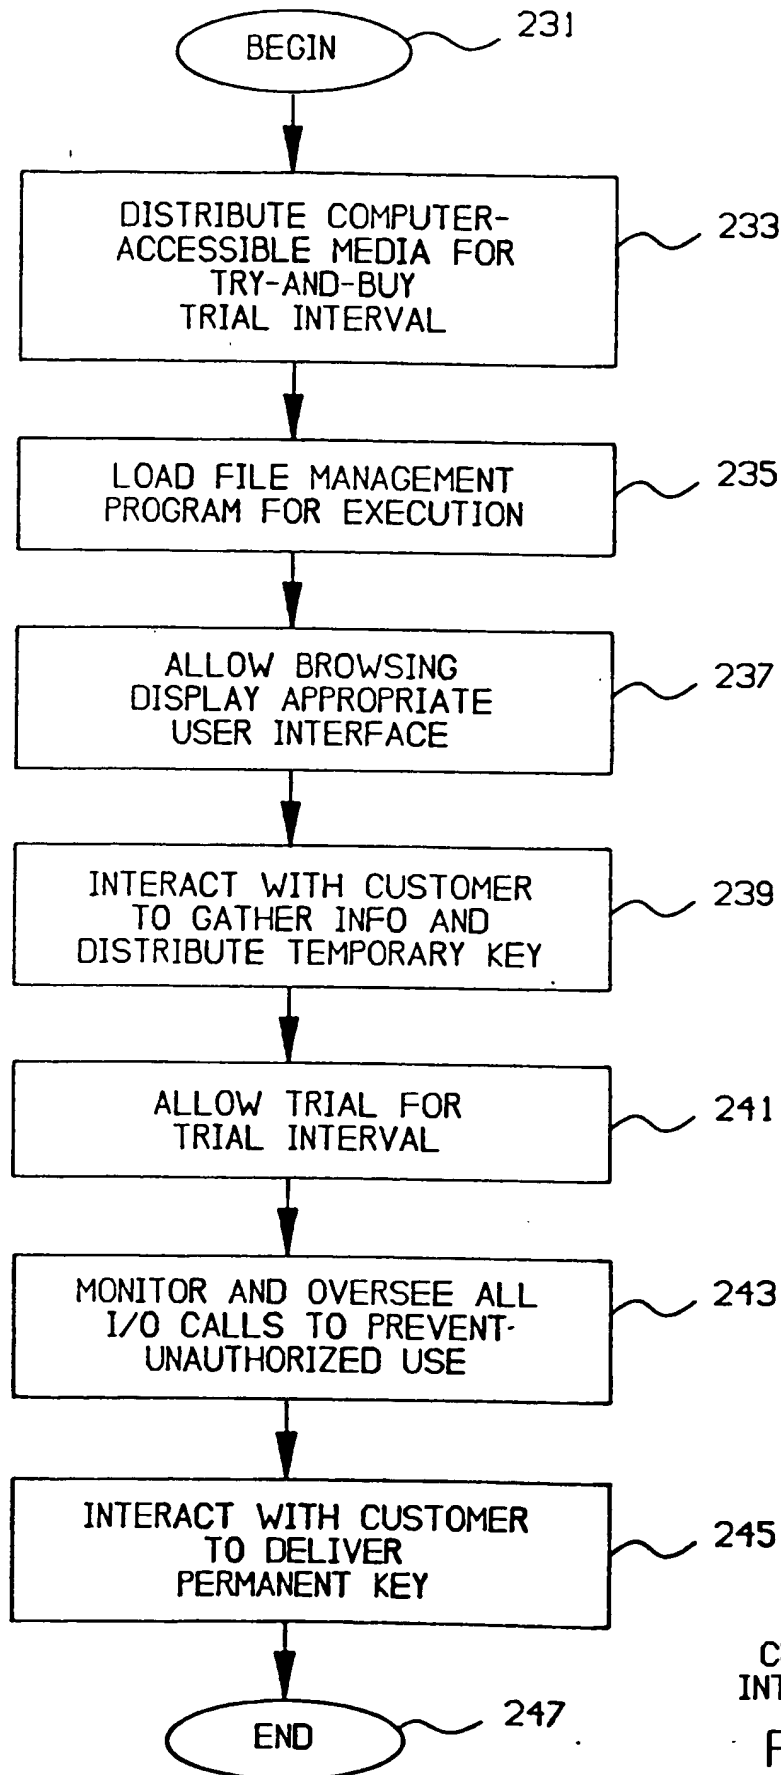 BEGIN
231
DISTRIBUTE COMPUTER-
ACCESSIBLE MEDIA FOR
TRY-AND-BUY
TRIAL INTERVAL
233
LOAD FILE MANAGEMENT
PROGRAM FOR EXECUTION
235
ALLOW BROWSING
DISPLAY APPROPRIATE
USER INTERFACE
237
INTERACT WITH CUSTOMER
TO GATHER INFO AND
DISTRIBUTE TEMPORARY KEY
239
ALLOW TRIAL FOR
TRIAL INTERVAL
241
MONITOR AND OVERSEE ALL
I/O CALLS TO PREVENT
UNAUTHORIZED USE
243
INTERACT WITH CUSTOMER
TO DELIVER
PERMANENT KEY
245
END
247